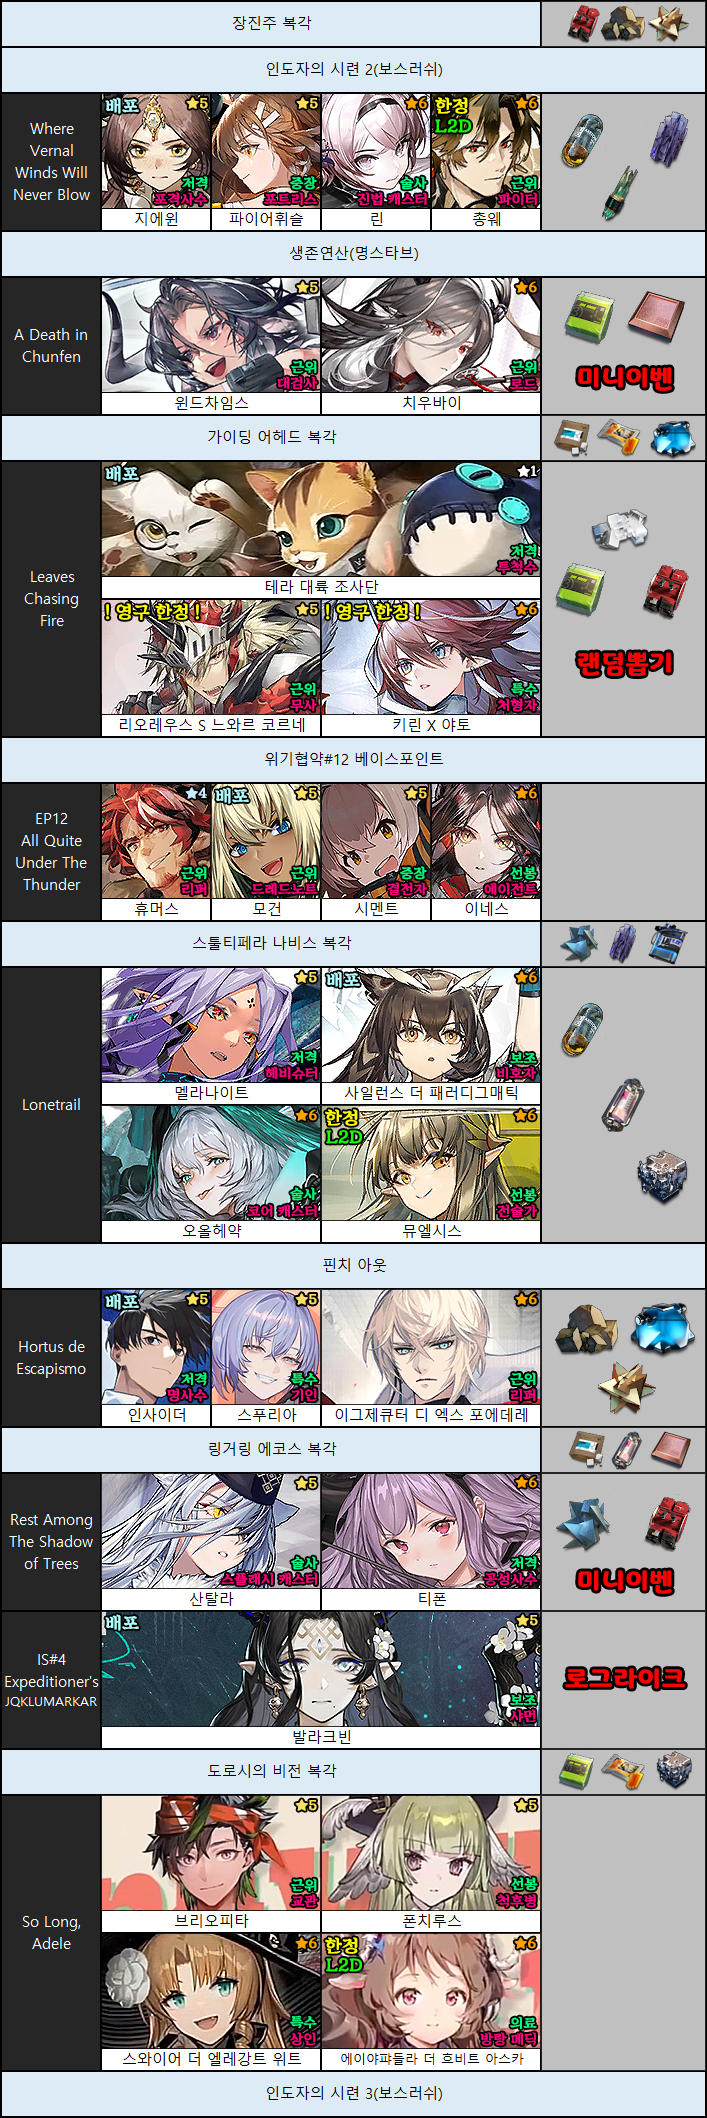 장진주 복각
인도자의 시련 2(보스러쉬)
Where
Vernal
Winds Will
Never Blow
배포
★5
저격
포격사수
지에윈
★5
중장
포트리스
파이어휘슬
★6
술사
진법 캐스터
린
한정
L2D
★6
근위
파이터
총웨
생존연산(명스타브)
A Death in
Chunfen
★5
근위
대검사
윈드차임스
★6
근위
로드
치우바이
미니이벤
가이딩 어헤드 복각
Leaves
Chasing
Fire
배포
★1
저격
투척수
테라 대륙 조사단
! 영구 한정 !
★5
근위
무사
리오레우스 S 느와르 코르네
! 영구 한정 !
★6
특수
처형자
키린 X 야토
랜덤뽑기
위기협약#12 베이스포인트
EP12
All Quite
Under The
Thunder
★4
근위
리퍼
휴머스
배포
★5
근위
드레드노트
모건
★5
중장
결전자
시멘트
★6
선봉
에이전트
이네스
스툴티페라 나비스 복각
Lonetrail
★5
저격
헤비슈터
멜라나이트
배포
★6
보조
비호자
사일런스 더 패러디그매틱
★6
술사
코어 캐스터
오올헤약
한정
L2D
★6
선봉
전술가
뮤엘시스
핀치 아웃
Hortus de
Escapismo
배포
★5
저격
명사수
인사이더
★5
특수
기인
스푸리아
★6
근위
리퍼
이그제큐터 디 엑스 포에데레
링거링 에코스 복각
Rest Among
The Shadow
of Trees
★5
술사
스플래시 캐스터
산탈라
★6
저격
공성사수
티폰
미니이벤
IS#4
Expeditioner's
JQKLUMARKAR
배포
★5
보조
샤먼
발라크빈
로그라이크
도로시의 비전 복각
So Long,
Adele
★5
근위
교관
브리오피타
★5
선봉
척후병
폰치루스
★6
특수
상인
스와이어 더 엘레강트 위트
한정
L2D
★6
의료
방랑 메딕
에이야퍄들라 더 흐비트 아스카
인도자의 시련 3(보스러쉬)